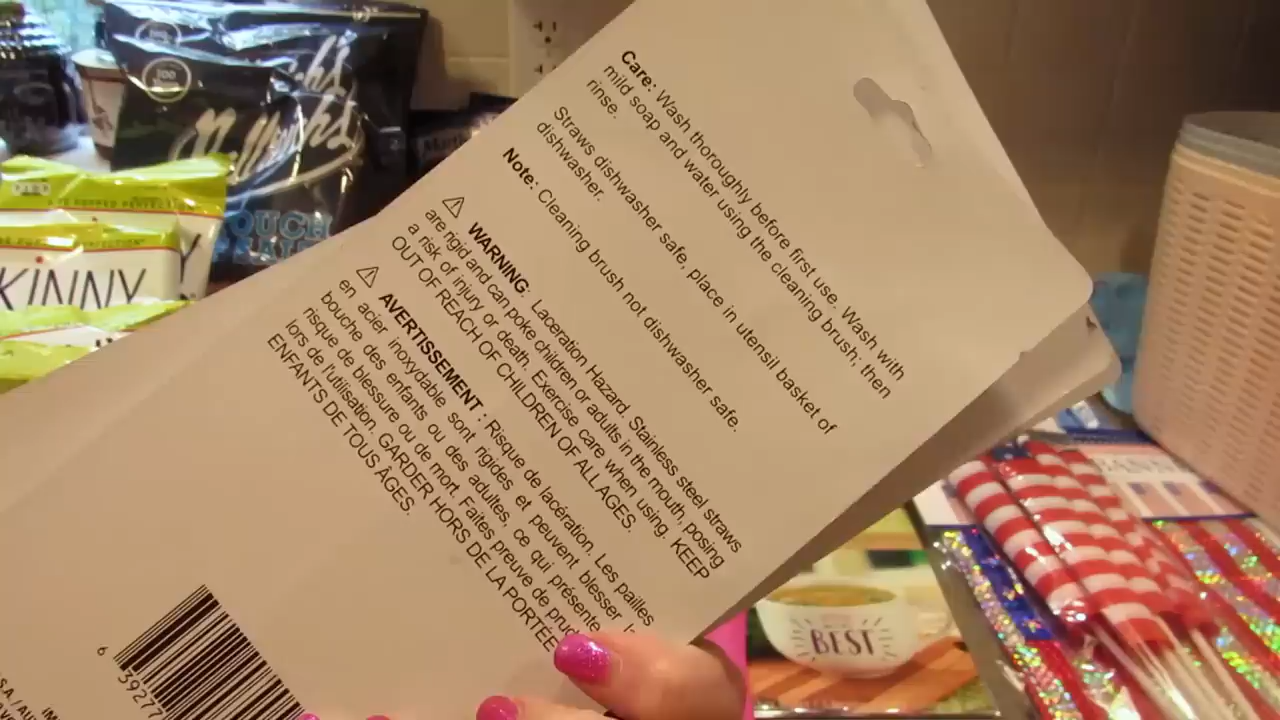 Care: Wash thoroughly before first use. Wash with
mild soap and water using the cleaning brush; then
rinse.
Straws dishwasher safe, place in utensil basket of
dishwasher.
Note: Cleaning brush not dishwasher safe.
⚠ WARNING: Laceration Hazard. Stainless steel straws
are rigid and can poke children or adults in the mouth, posing
a risk of injury or death. Exercise care when using. KEEP
OUT OF REACH OF CHILDREN OF ALL AGES.
⚠ AVERTISSEMENT : Risque de lacération. Les pailles
en acier inoxydable sont rigides et peuvent blesser
bouche des enfants ou des adultes, ce qui présente
risque de blessure ou de mort. Faites preuve de
lors de l'utilisation. GARDER HORS DE LA PORTÉE
ENFANTS DE TOUS ÂGES.
6
3927
100
SKINNY
BEST